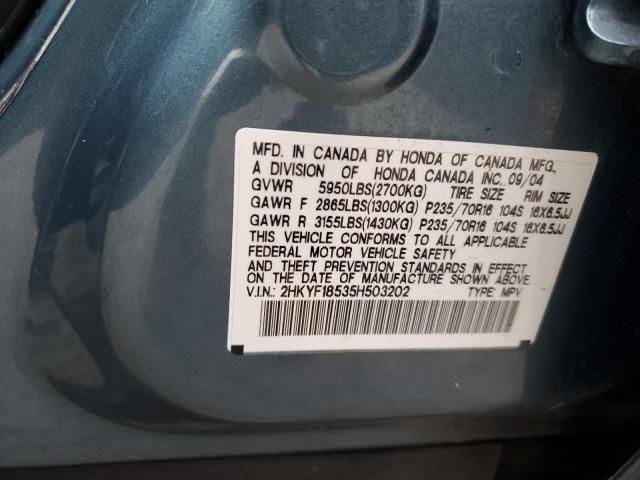 MFD. IN CANADA BY HONDA OF CANADA MFG.,
A DIVISION OF HONDA CANADA INC. 09/04
GVWR 5950LBS(2700KG) TIRE SIZE RIM SIZE
GAWR F 2865LBS(1300KG) P235/70R16 104S 16X6.5JJ
GAWR R 3155LBS(1430KG) P235/70R16 104S 16X6.5JJ
THIS VEHICLE CONFORMS TO ALL APPLICABLE
FEDERAL MOTOR VEHICLE SAFETY
AND THEFT PREVENTION STANDARDS IN EFFECT
ON THE DATE OF MANUFACTURE SHOWN ABOVE.
V.I.N.: 2HKYF18535H503202 TYPE: MPV